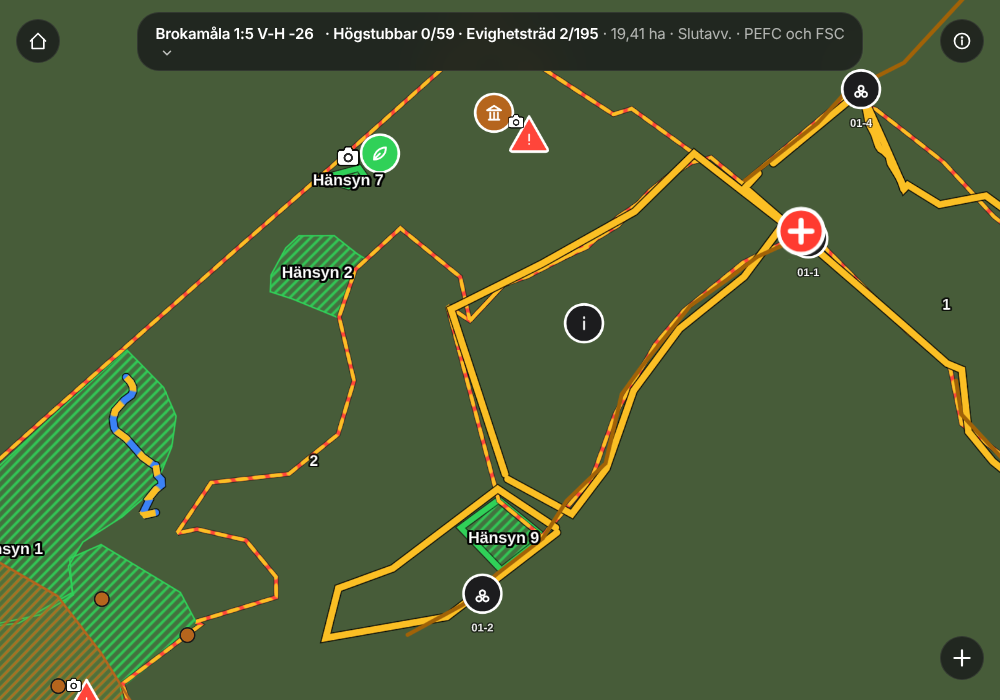 Brokamåla 1:5 V-H -26 · Högstubbar 0/59 · Evighetsträd 2/195 · 19,41 ha · Slutavv. · PEFC och FSC
01-4
Hänsyn 7
01-1
Hänsyn 2
1
2
Hänsyn 9
syn 1
01-2